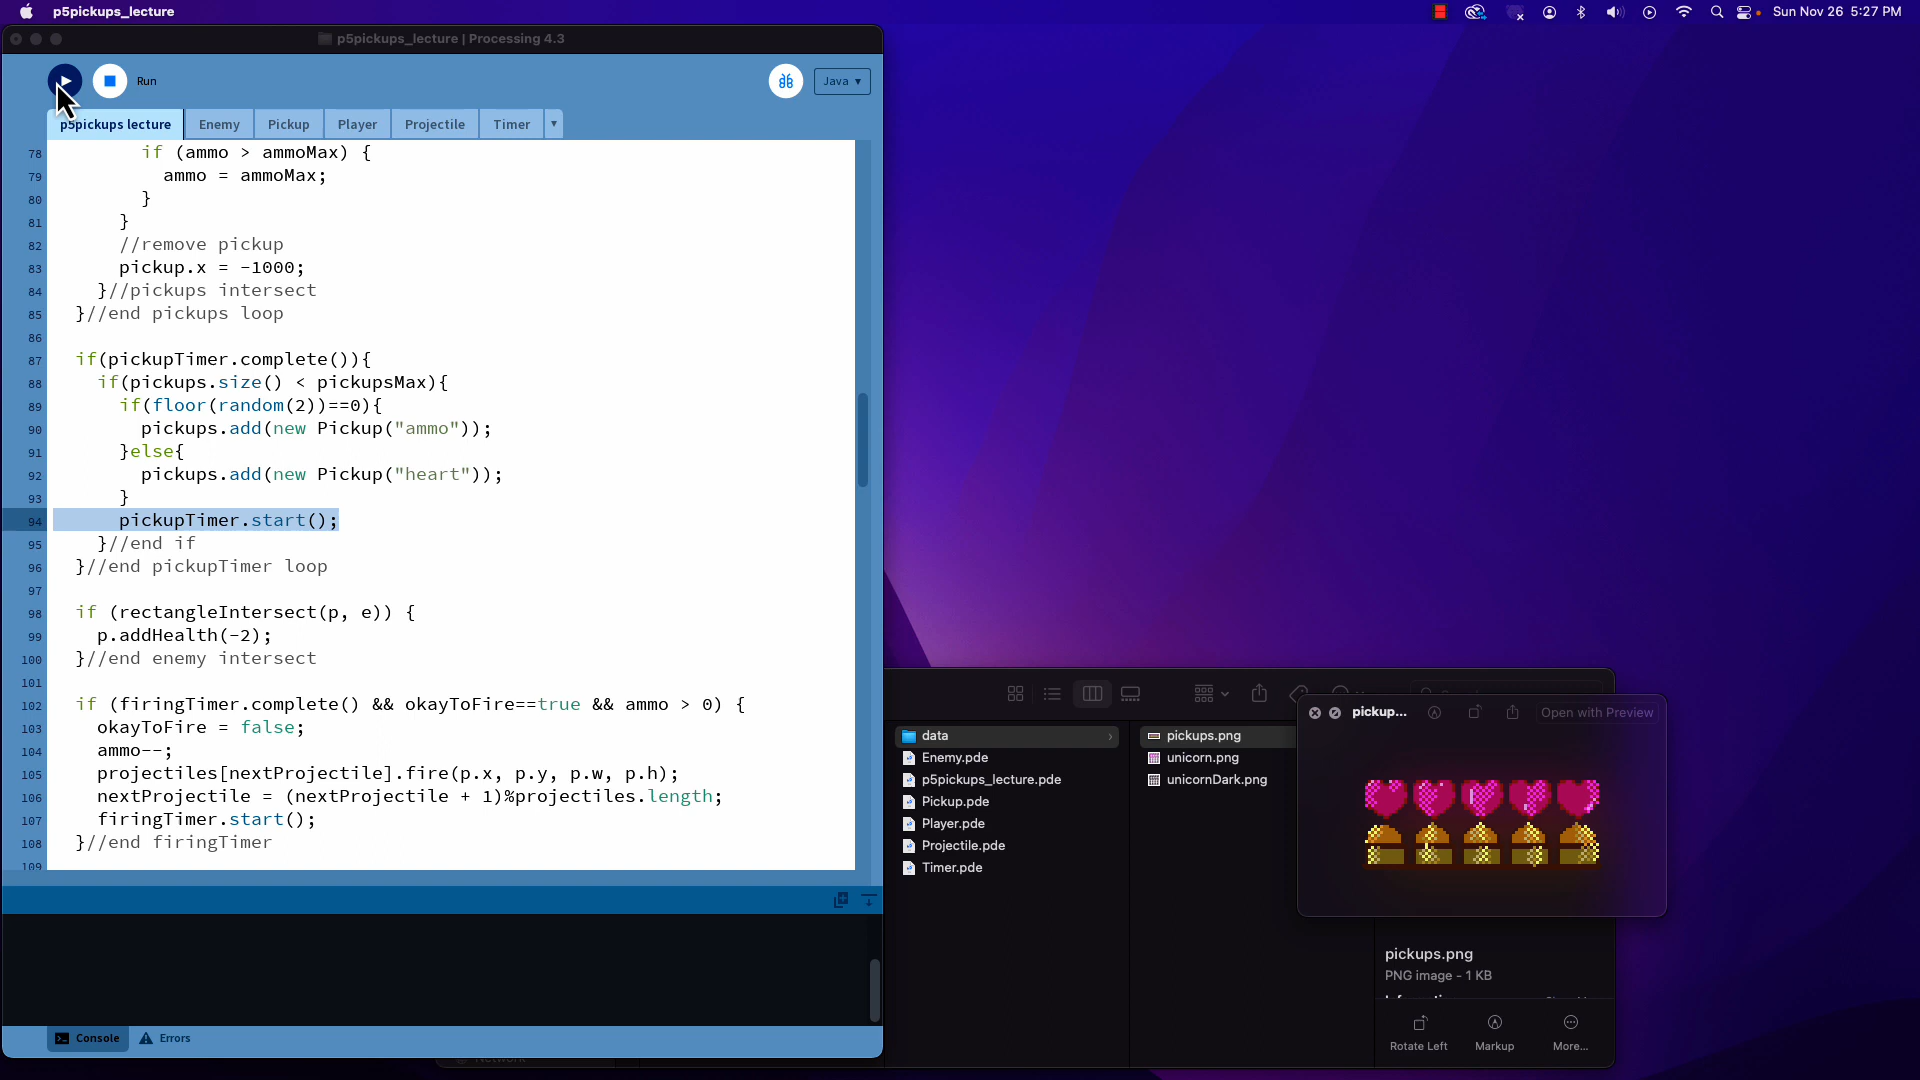 p5pickups_lecture
Sun Nov 26 5:27 PM
p5pickups_lecture | Processing 4.3
Run
Java ▾
p5pickups lecture
Enemy
Pickup
Player
Projectile
Timer
78 if (ammo > ammoMax) {
79 ammo = ammoMax;
80 }
81 }
82 //remove pickup
83 pickup.x = -1000;
84 }//pickups intersect
85 }//end pickups loop
86
87 if(pickupTimer.complete()){
88 if(pickups.size() < pickupsMax){
89 if(floor(random(2))==0){
90 pickups.add(new Pickup("ammo"));
91 }else{
92 pickups.add(new Pickup("heart"));
93 }
94 pickupTimer.start();
95 }//end if
96 }//end pickupTimer loop
97
98 if (rectangleIntersect(p, e)) {
99 p.addHealth(-2);
100 }//end enemy intersect
101
102 if (firingTimer.complete() && okayToFire==true && ammo > 0) {
103 okayToFire = false;
104 ammo--;
105 projectiles[nextProjectile].fire(p.x, p.y, p.w, p.h);
106 nextProjectile = (nextProjectile + 1)%projectiles.length;
107 firingTimer.start();
108 }//end firingTimer
109
Console
Errors
data
Enemy.pde
p5pickups_lecture.pde
Pickup.pde
Player.pde
Projectile.pde
Timer.pde
pickups.png
unicorn.png
unicornDark.png
pickup...
Open with Preview
pickups.png
PNG image - 1 KB
Rotate Left
Markup
More...
Network